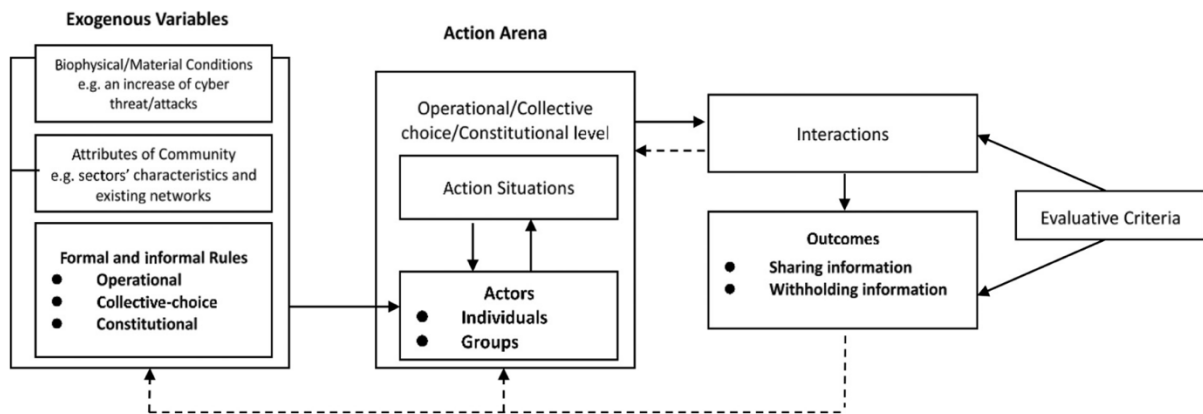 Exogenous Variables
Biophysical/Material Conditions
e.g. an increase of cyber
threat/attacks
Attributes of Community
e.g. sectors' characteristics and
existing networks
Formal and informal Rules
● Operational
● Collective-choice
● Constitutional
Action Arena
Operational/Collective
choice/Constitutional level
Action Situations
Actors
● Individuals
● Groups
Interactions
Outcomes
● Sharing information
● Withholding information
Evaluative Criteria